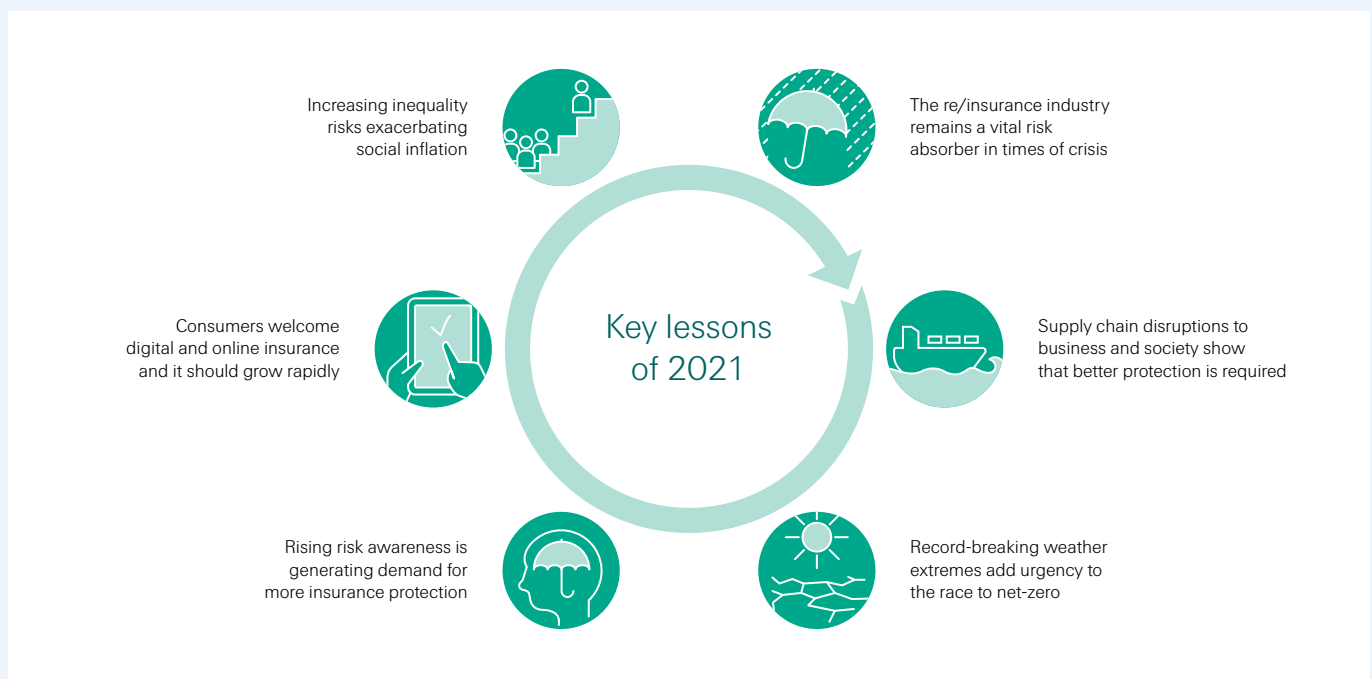 Key lessons
of 2021
The re/insurance industry
remains a vital risk
absorber in times of crisis
Supply chain disruptions to
business and society show
that better protection is required
Record-breaking weather
extremes add urgency to
the race to net-zero
Rising risk awareness is
generating demand for
more insurance protection
Consumers welcome
digital and online insurance
and it should grow rapidly
Increasing inequality
risks exacerbating
social inflation